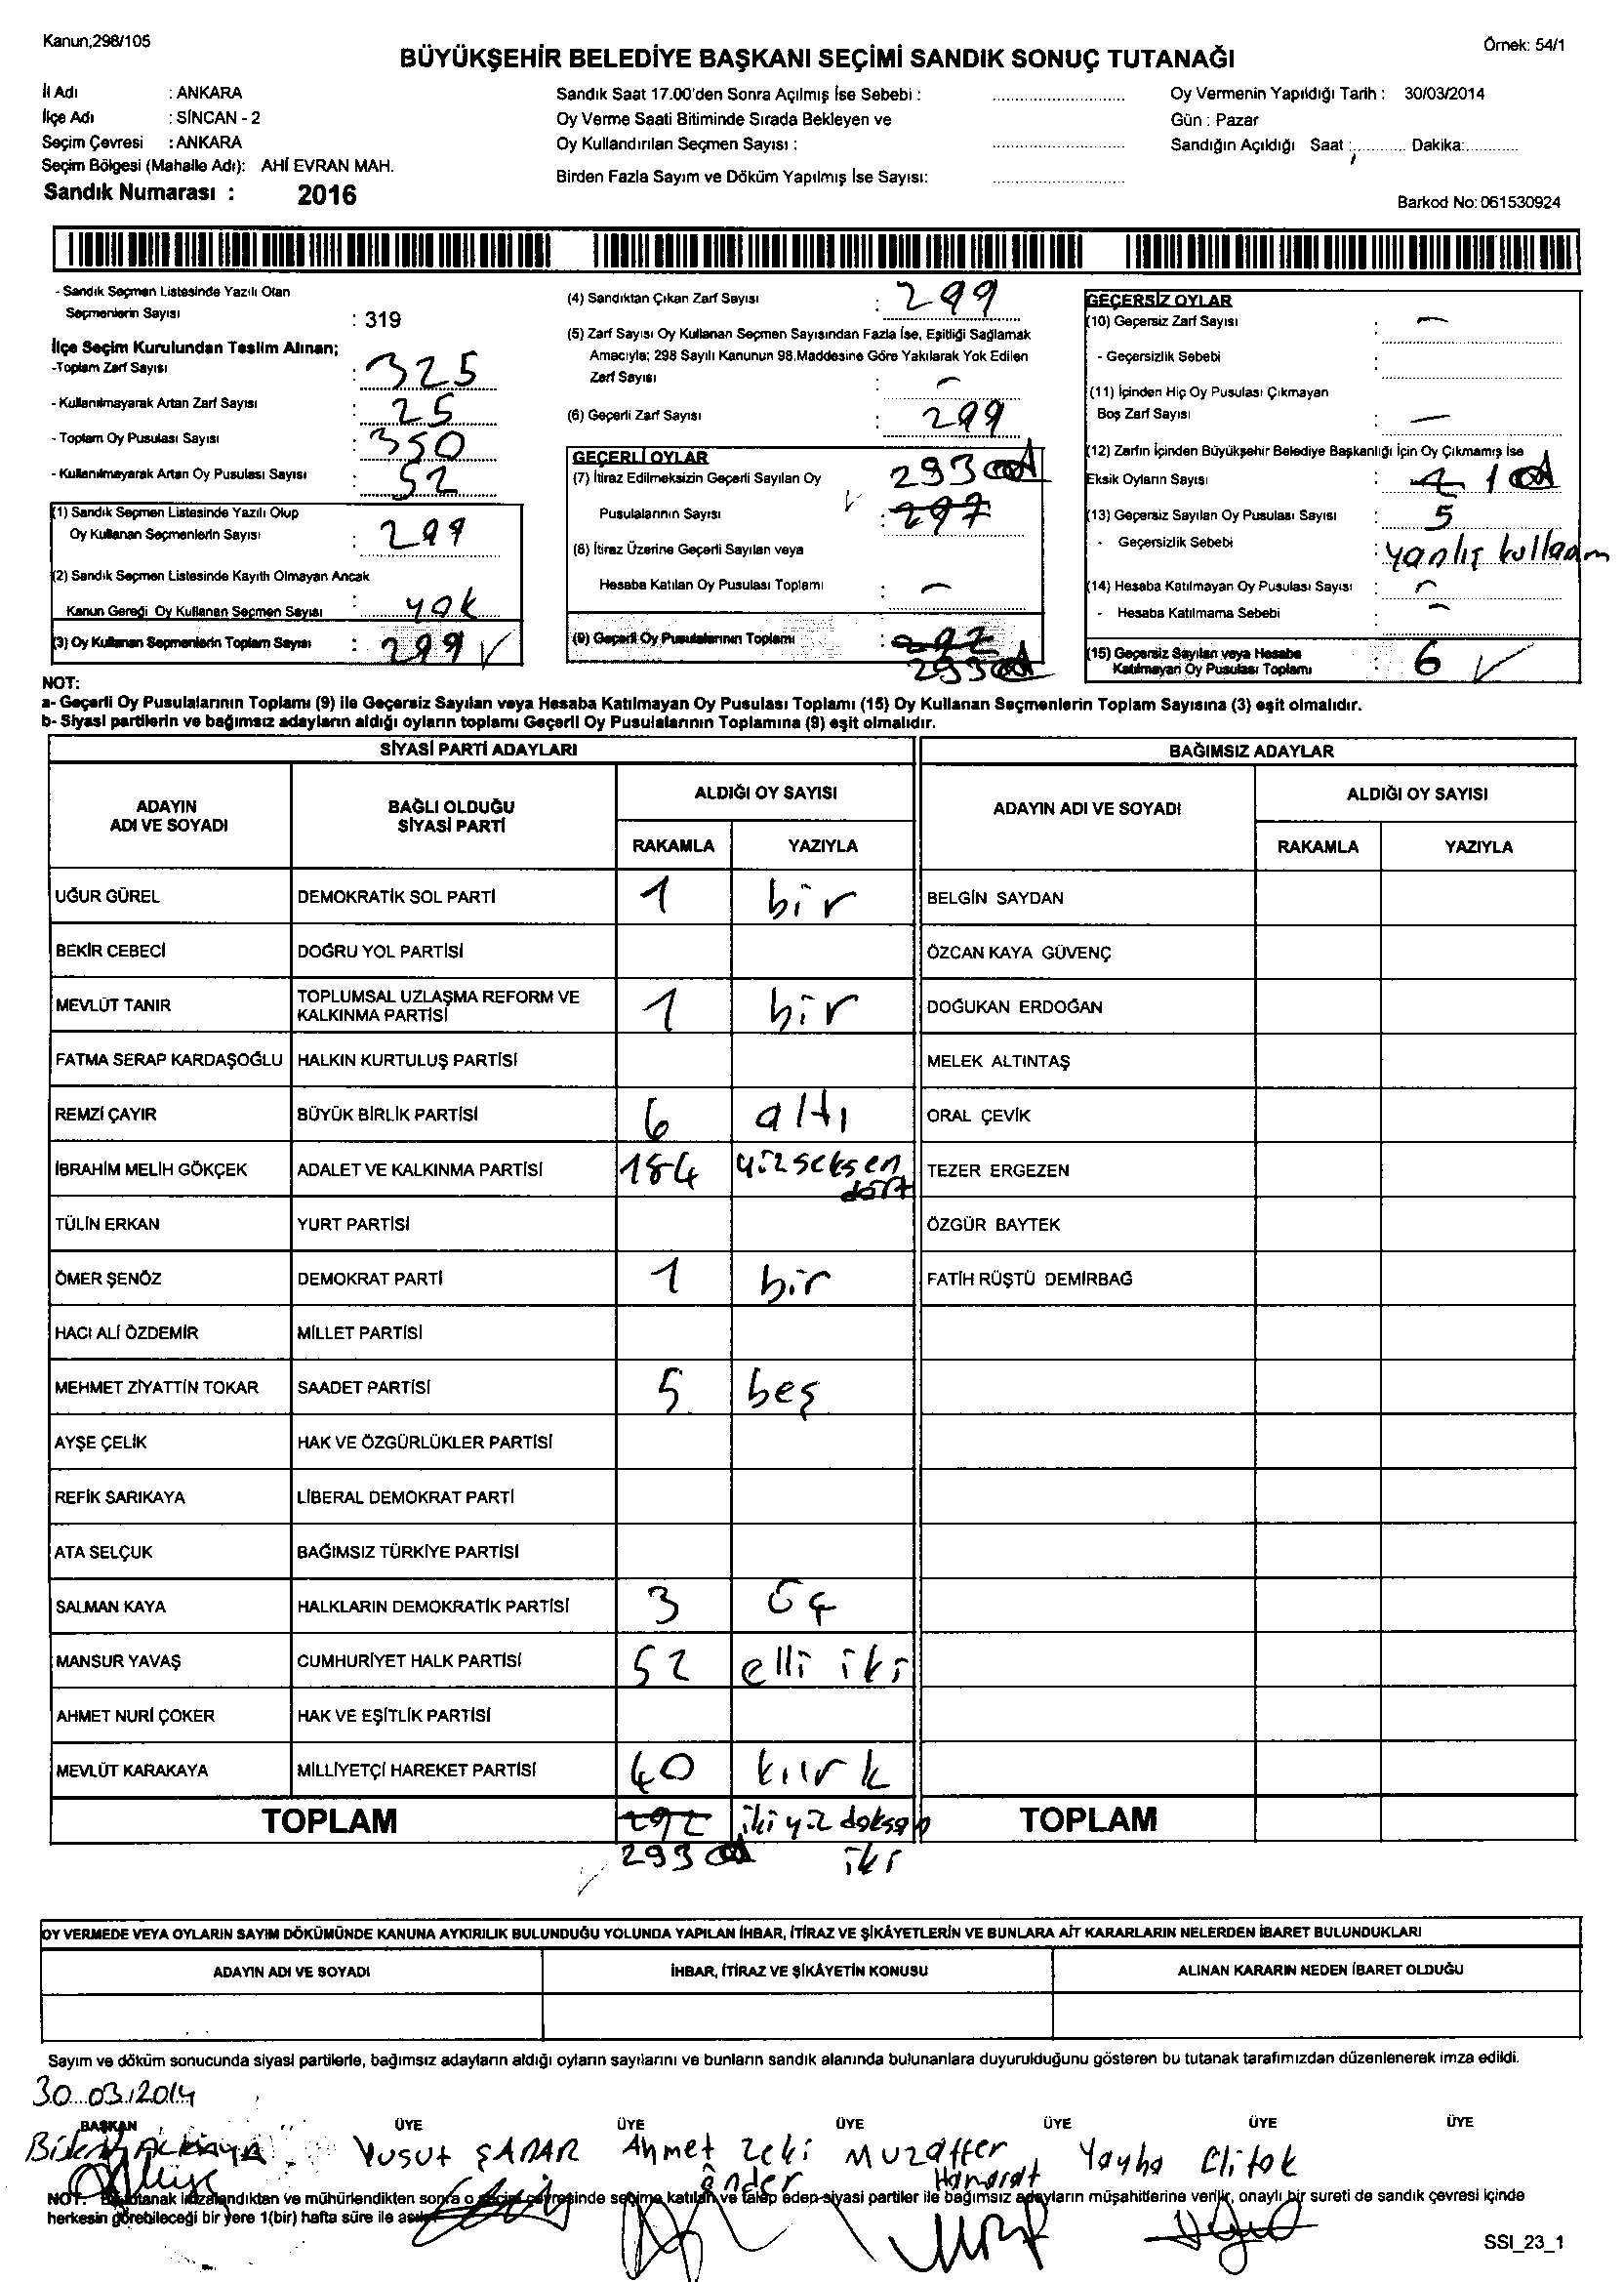 Kanun;298/105
Örnek: 54/1
BÜYÜKŞEHİR BELEDİYE BAŞKANI SEÇİMİ SANDIK SONUÇ TUTANAĞI
İl Adı : ANKARA
İlçe Adı : SİNCAN - 2
Seçim Çevresi : ANKARA
Seçim Bölgesi (Mahalle Adı): AHİ EVRAN MAH.
Sandık Numarası : 2016
Sandık Saat 17.00'den Sonra Açılmış İse Sebebi :
Oy Verme Saati Bitiminde Sırada Bekleyen ve
Oy Kullandırılan Seçmen Sayısı :
Birden Fazla Sayım ve Döküm Yapılmış İse Sayısı:
Oy Vermenin Yapıldığı Tarih : 30/03/2014
Gün : Pazar
Sandığın Açıldığı Saat :............ Dakika:............
Barkod No: 061530924
- Sandık Seçmen Listesinde Yazılı Olan
Seçmenlerin Sayısı : 319
İlçe Seçim Kurulundan Teslim Alınan;
-Toplam Zarf Sayısı : 325
- Kullanılmayarak Artan Zarf Sayısı : 25
- Toplam Oy Pusulası Sayısı : 350
- Kullanılmayarak Artan Oy Pusulası Sayısı : 52
(1) Sandık Seçmen Listesinde Yazılı Olup
Oy Kullanan Seçmenlerin Sayısı : 299
(2) Sandık Seçmen Listesinde Kayıtlı Olmayan Ancak
Kanun Gereği Oy Kullanan Seçmen Sayısı : yok
(3) Oy Kullanan Seçmenlerin Toplam Sayısı : 299
(4) Sandıktan Çıkan Zarf Sayısı : 299
(5) Zarf Sayısı Oy Kullanan Seçmen Sayısından Fazla İse, Eşitliği Sağlamak
Amacıyla; 298 Sayılı Kanunun 98.Maddesine Göre Yakılarak Yok Edilen
Zarf Sayısı : -
(6) Geçerli Zarf Sayısı : 299
GEÇERLİ OYLAR
(7) İtiraz Edilmeksizin Geçerli Sayılan Oy 293
Pusulalarının Sayısı : 297
(8) İtiraz Üzerine Geçerli Sayılan veya
Hesaba Katılan Oy Pusulası Toplamı : -
(9) Geçerli Oy Pusulalarının Toplamı : 292
293
GEÇERSİZ OYLAR
(10) Geçersiz Zarf Sayısı : -
- Geçersizlik Sebebi :
(11) İçinden Hiç Oy Pusulası Çıkmayan
Boş Zarf Sayısı : -
(12) Zarfın İçinden Büyükşehir Belediye Başkanlığı İçin Oy Çıkmamış İse
Eksik Oyların Sayısı : 1
(13) Geçersiz Sayılan Oy Pusulası Sayısı : 5
- Geçersizlik Sebebi : yanlış kullanım
(14) Hesaba Katılmayan Oy Pusulası Sayısı : -
- Hesaba Katılmama Sebebi : -
(15) Geçersiz Sayılan veya Hesaba
Katılmayan Oy Pusulası Toplamı : 6
NOT:
a- Geçerli Oy Pusulalarının Toplamı (9) ile Geçersiz Sayılan veya Hesaba Katılmayan Oy Pusulası Toplamı (15) Oy Kullanan Seçmenlerin Toplam Sayısına (3) eşit olmalıdır.
b- Siyasi partilerin ve bağımsız adayların aldığı oyların toplamı Geçerli Oy Pusulalarının Toplamına (9) eşit olmalıdır.
SİYASİ PARTİ ADAYLARI
BAĞIMSIZ ADAYLAR
ADAYIN
ADI VE SOYADI
BAĞLI OLDUĞU
SİYASİ PARTİ
ALDIĞI OY SAYISI
RAKAMLA YAZIYLA
ADAYIN ADI VE SOYADI
ALDIĞI OY SAYISI
RAKAMLA YAZIYLA
UĞUR GÜREL DEMOKRATİK SOL PARTİ 1 bir BELGİN SAYDAN
BEKİR CEBECİ DOĞRU YOL PARTİSİ ÖZCAN KAYA GÜVENÇ
MEVLÜT TANIR TOPLUMSAL UZLAŞMA REFORM VE KALKINMA PARTİSİ 1 bir DOĞUKAN ERDOĞAN
FATMA SERAP KARDAŞOĞLU HALKIN KURTULUŞ PARTİSİ MELEK ALTINTAŞ
REMZİ ÇAYIR BÜYÜK BİRLİK PARTİSİ 6 altı ORAL ÇEVİK
İBRAHİM MELİH GÖKÇEK ADALET VE KALKINMA PARTİSİ 184 yüzseksen dört TEZER ERGEZEN
TÜLİN ERKAN YURT PARTİSİ ÖZGÜR BAYTEK
ÖMER ŞENÖZ DEMOKRAT PARTİ 1 bir FATİH RÜŞTÜ DEMİRBAĞ
HACI ALİ ÖZDEMİR MİLLET PARTİSİ
MEHMET ZİYATTİN TOKAR SAADET PARTİSİ 5 beş
AYŞE ÇELİK HAK VE ÖZGÜRLÜKLER PARTİSİ
REFİK SARIKAYA LİBERAL DEMOKRAT PARTİ
ATA SELÇUK BAĞIMSIZ TÜRKİYE PARTİSİ
SALMAN KAYA HALKLARIN DEMOKRATİK PARTİSİ 3 üç
MANSUR YAVAŞ CUMHURİYET HALK PARTİSİ 52 elli iki
AHMET NURİ ÇOKER HAK VE EŞİTLİK PARTİSİ
MEVLÜT KARAKAYA MİLLİYETÇİ HAREKET PARTİSİ 40 kırk
TOPLAM 292 iki yüz doksan TOPLAM
293 iki
OY VERMEDE VEYA OYLARIN SAYIM DÖKÜMÜNDE KANUNA AYKIRILIK BULUNDUĞU YOLUNDA YAPILAN İHBAR, İTİRAZ VE ŞİKÂYETLERİN VE BUNLARA AİT KARARLARIN NELERDEN İBARET BULUNDUKLARI
ADAYIN ADI VE SOYADI İHBAR, İTİRAZ VE ŞİKÂYETİN KONUSU ALINAN KARARIN NEDEN İBARET OLDUĞU
Sayım ve döküm sonucunda siyasi partilerle, bağımsız adayların aldığı oyların sayılarını ve bunların sandık alanında bulunanlara duyurulduğunu gösteren bu tutanak tarafımızdan düzenlenerek imza edildi.
30.03.2014
BAŞKAN ÜYE ÜYE ÜYE ÜYE ÜYE ÜYE
Yusuf Ahmet Zeki Muzaffer Yayha Elitok
Önder
NOT: Bu tutanak imzalandıktan ve mühürlendikten sonra o seçim çevresinde seçime katılan ve talep eden siyasi partiler ile bağımsız adayların müşahitlerine verilir, onaylı bir sureti de sandık çevresi içinde
herkesin görebileceği bir yere 1(bir) hafta süre ile asılır
SSI_23_1